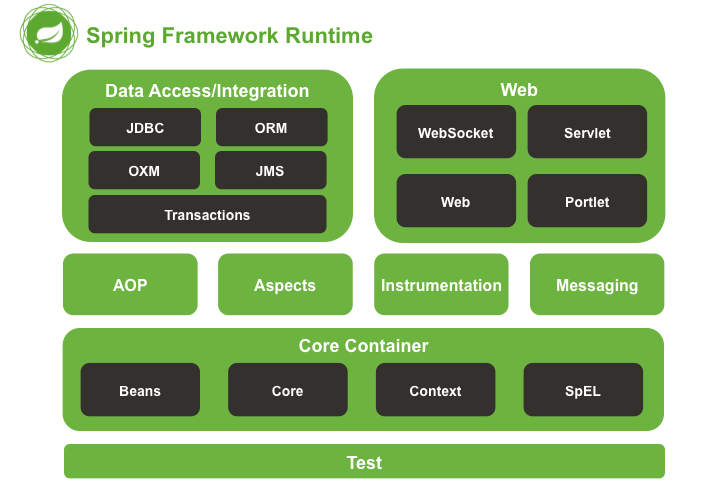 Spring Framework Runtime
Data Access/Integration
JDBC
ORM
OXM
JMS
Transactions
Web
WebSocket
Servlet
Web
Portlet
AOP
Aspects
Instrumentation
Messaging
Core Container
Beans
Core
Context
SpEL
Test